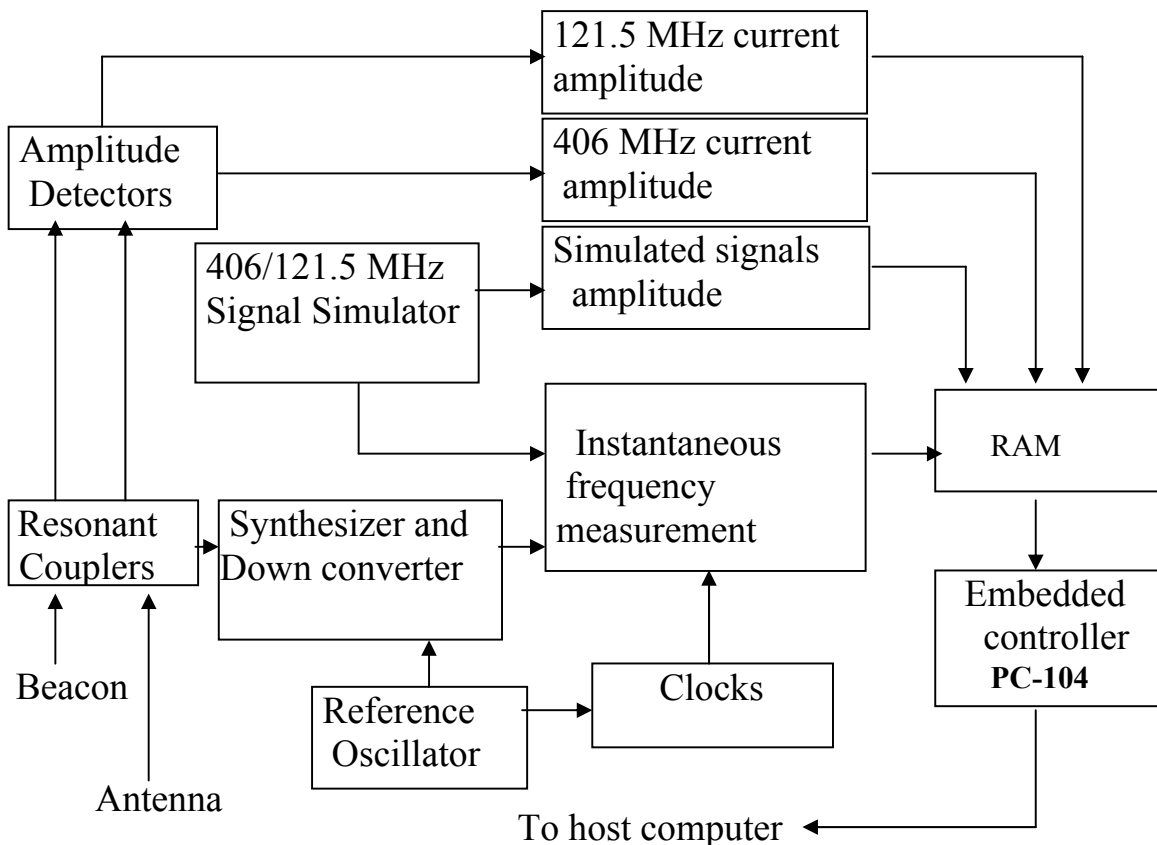 121.5 MHz current
amplitude
Amplitude
Detectors
406 MHz current
amplitude
406/121.5 MHz
Signal Simulator
Simulated signals
amplitude
Instantaneous
frequency
measurement
RAM
Resonant
Couplers
Synthesizer and
Down converter
Embedded
controller
PC-104
Beacon
Reference
Oscillator
Clocks
Antenna
To host computer